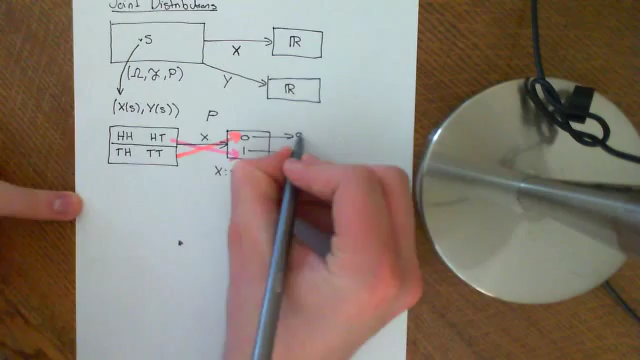 Joint Distributions
S
X
ℝ
Y
(Ω, 𝓕, P)
ℝ
(X(s), Y(s))
P
HH HT
X
0
TH TT
1
X: